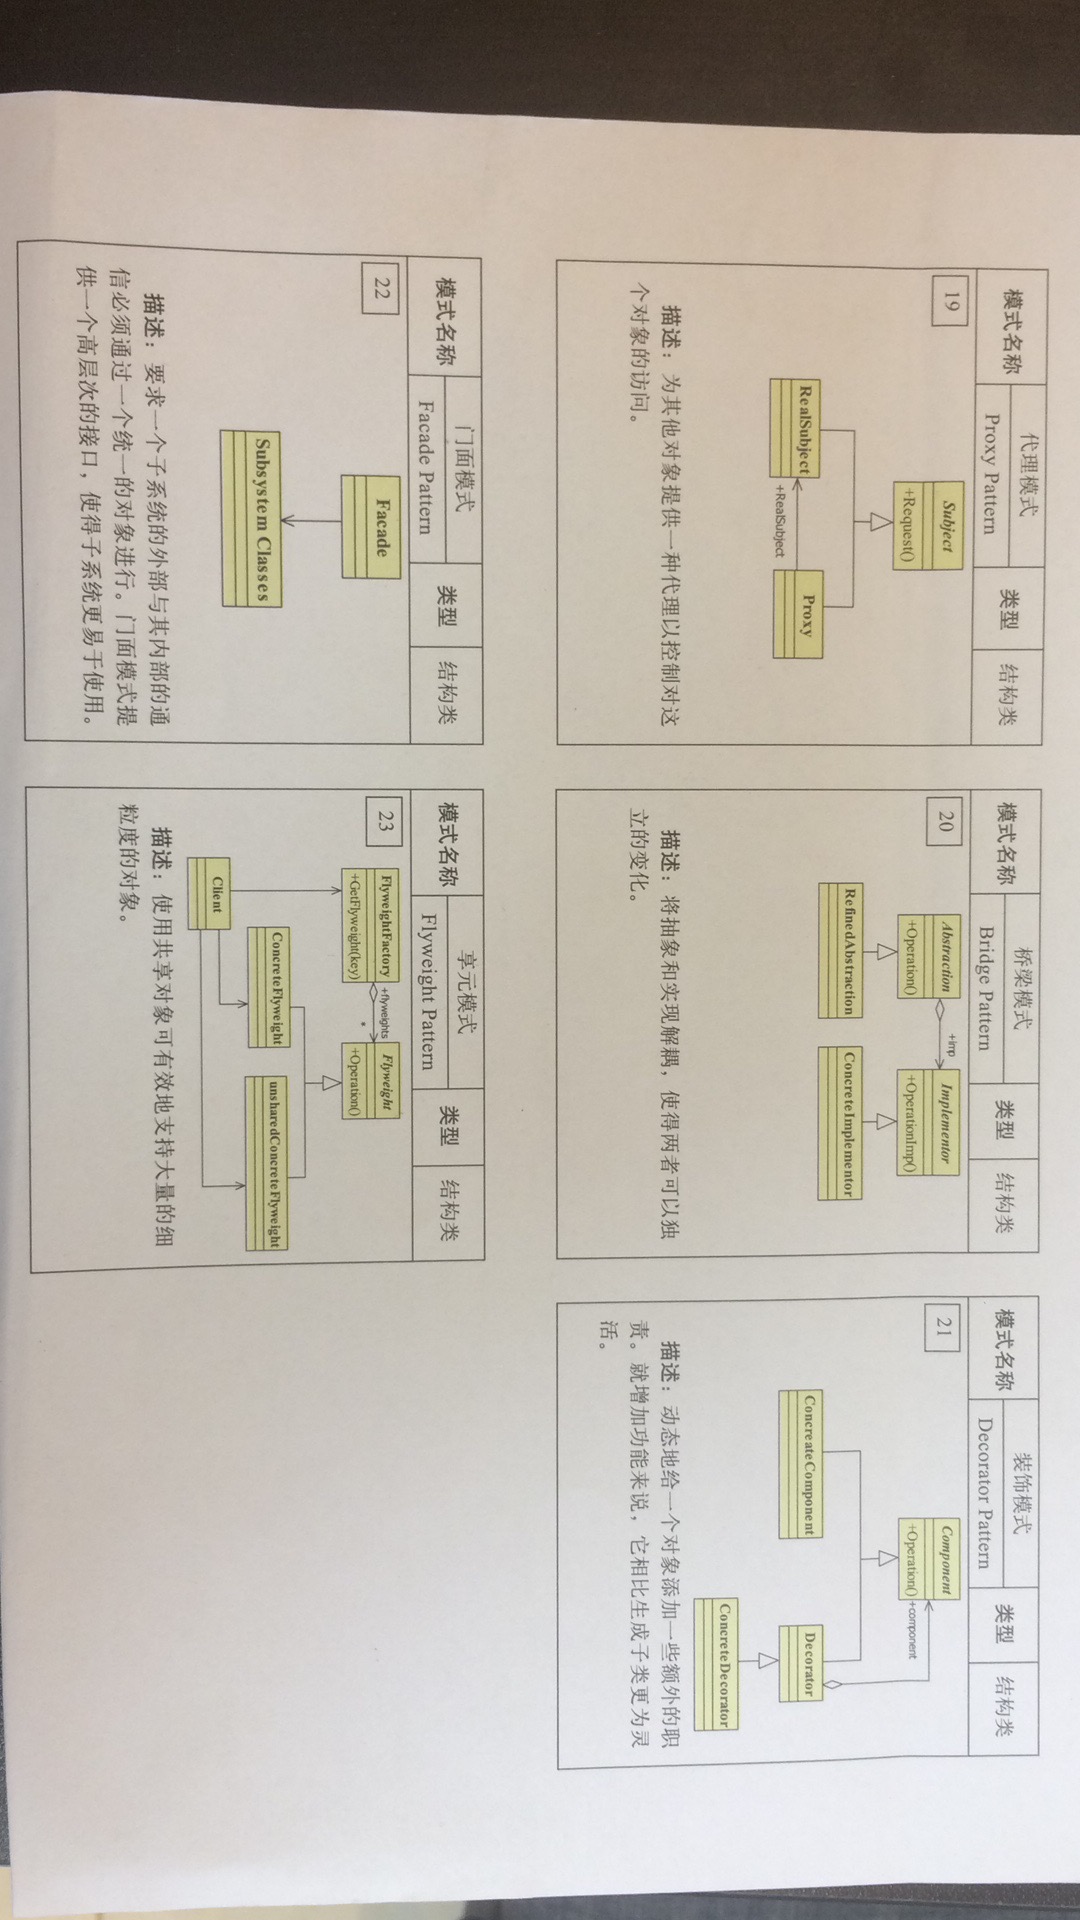 模式名称
代理模式
Proxy Pattern
类型
结构类
19
Subject
+Request()
RealSubject
+RealSubject
Proxy
描述：为其他对象提供一种代理以控制对这
个对象的访问。
模式名称
桥梁模式
Bridge Pattern
类型
结构类
20
Abstraction
+Operation()
+imp
Implementor
+OperationImp()
RefinedAbstraction
ConcreteImplementor
描述：将抽象和实现解耦，使得两者可以独
立的变化。
模式名称
装饰模式
Decorator Pattern
类型
结构类
21
Component
+Operation()
+component
ConcreateComponent
Decorator
ConcreteDecorator
描述：动态地给一个对象添加一些额外的职
责。就增加功能来说，它相比生成子类更为灵
活。
模式名称
门面模式
Facade Pattern
类型
结构类
22
Facade
Subsystem Classes
描述：要求一个子系统的外部与其内部的通
信必须通过一个统一的对象进行。门面模式提
供一个高层次的接口，使得子系统更易于使用。
模式名称
享元模式
Flyweight Pattern
类型
结构类
23
FlyweightFactory
+GetFlyweight(key)
+flyweights
*
Flyweight
+Operation()
ConcreteFlyweight
unsharedConcreteFlyweight
Client
描述：使用共享对象可有效地支持大量的细
粒度的对象。